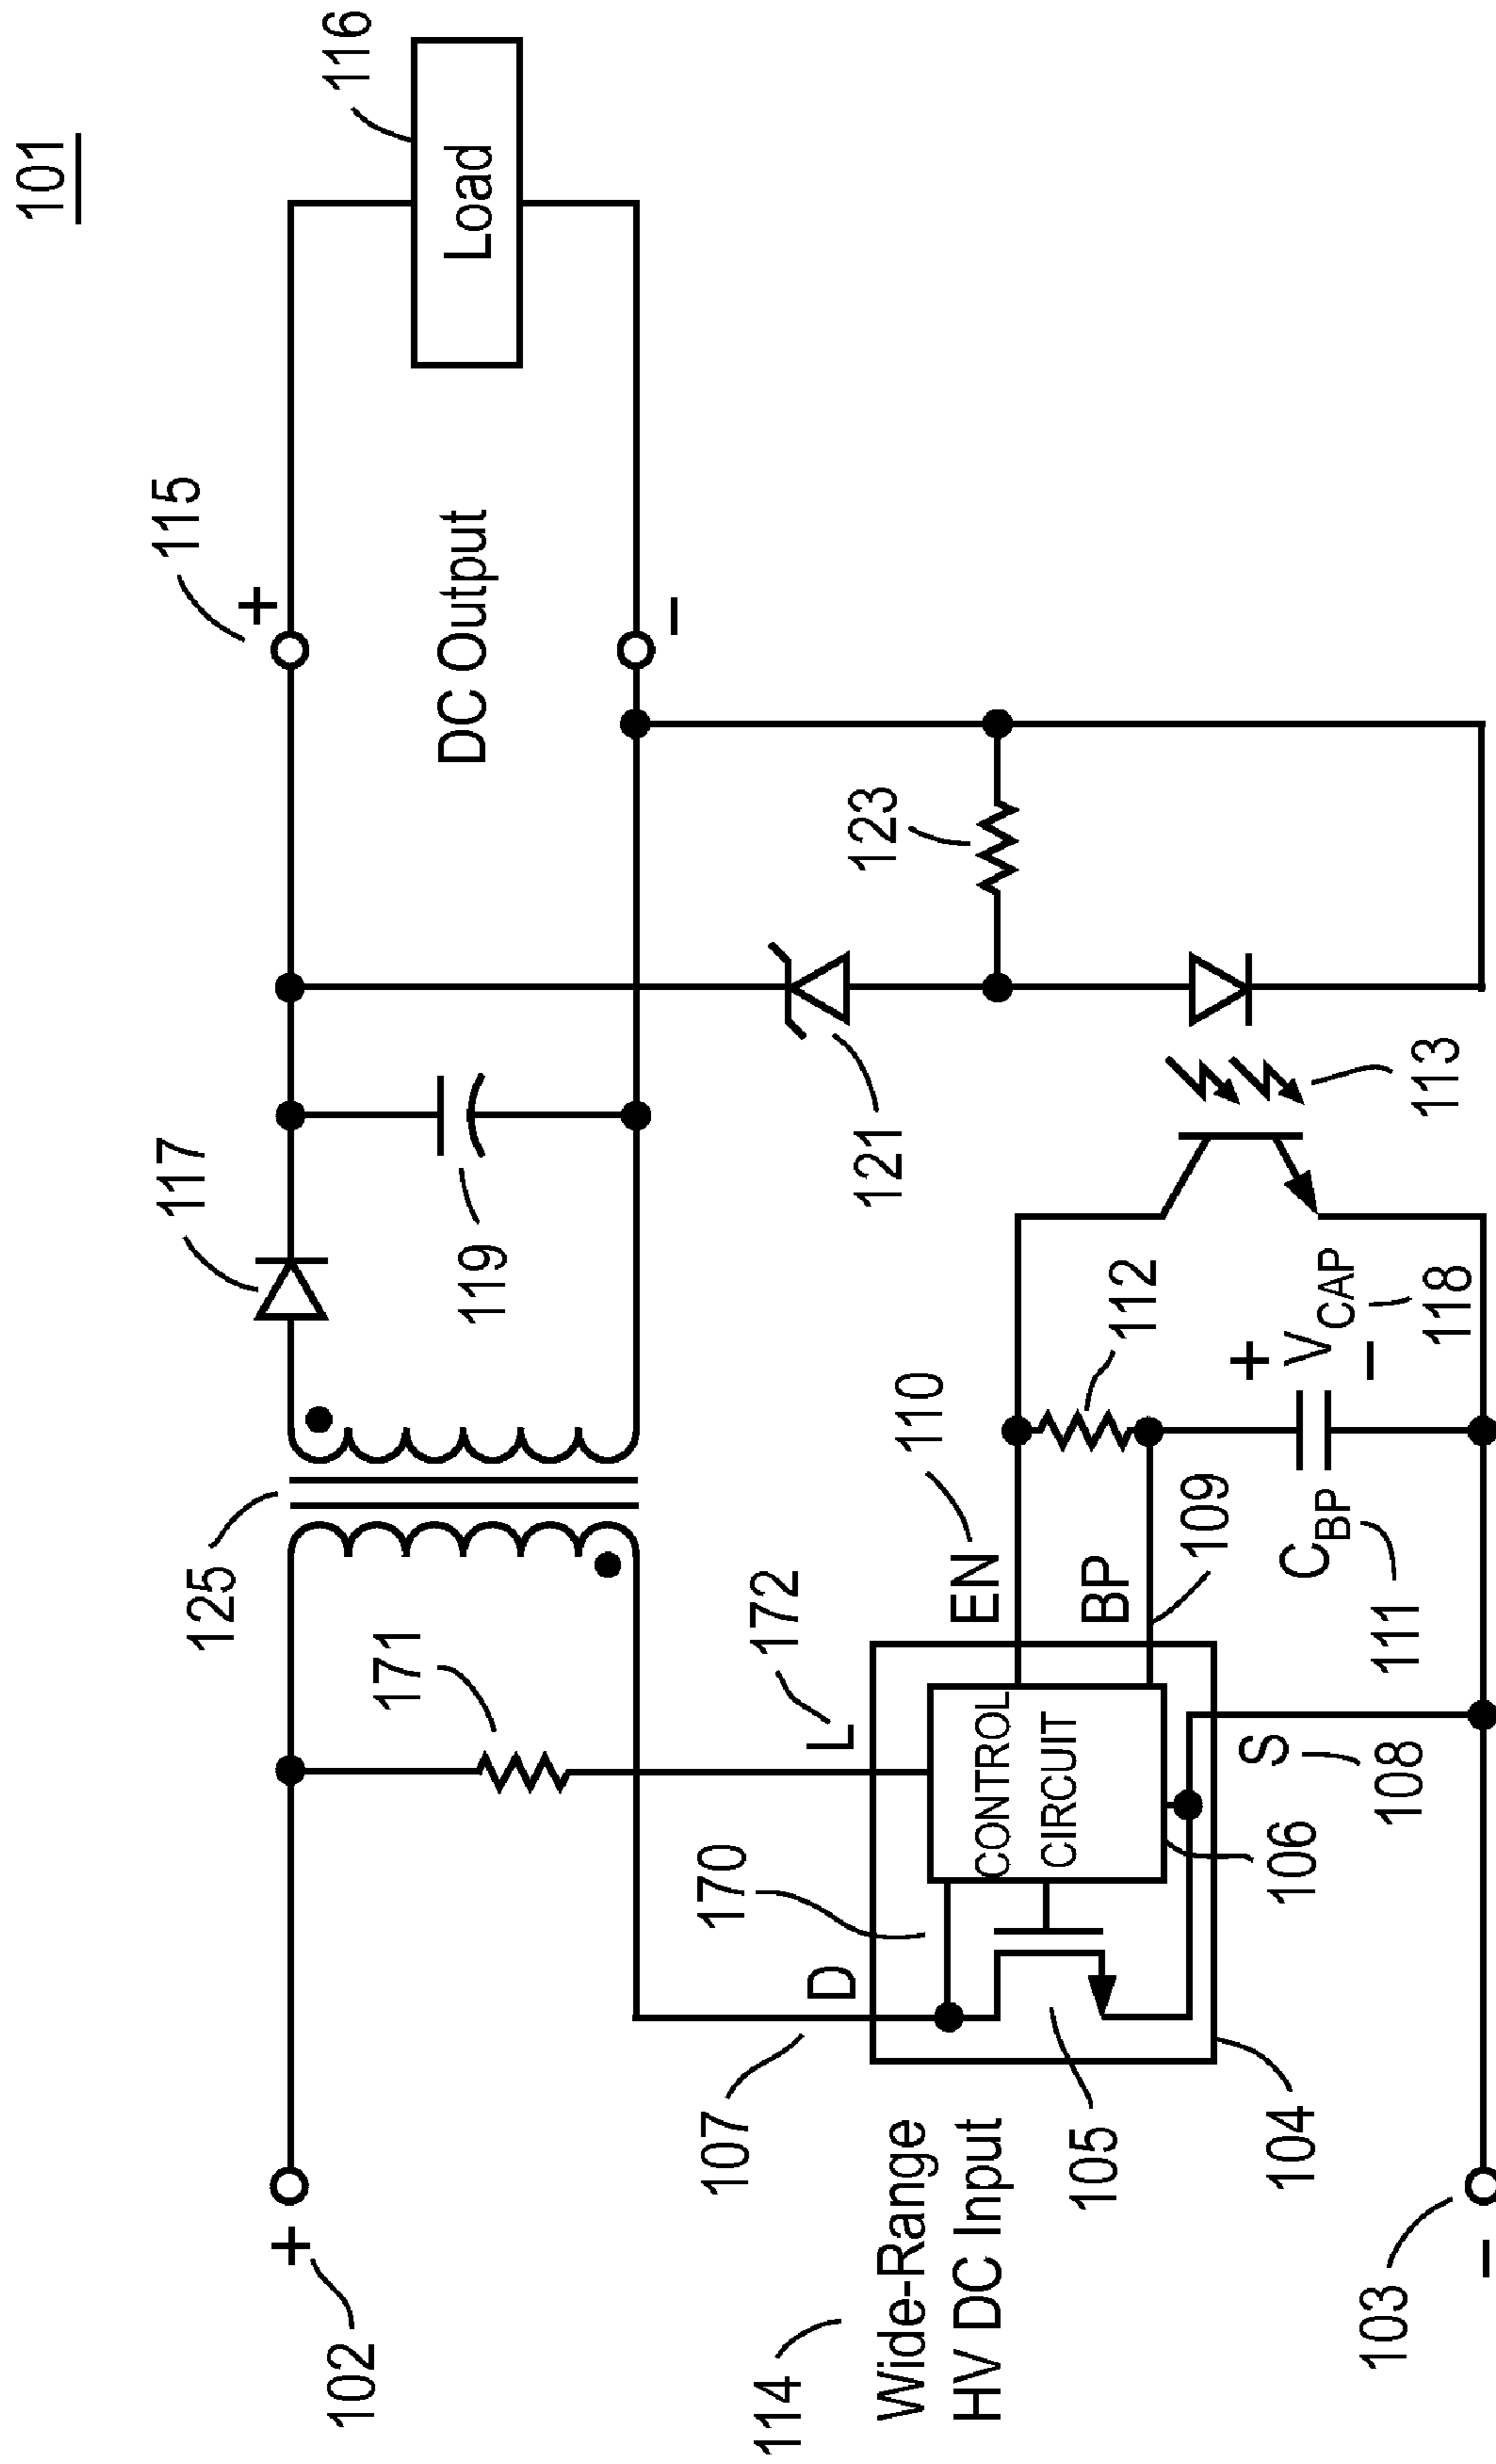 101
102
+
114
Wide-Range
HV DC Input
103
−
107
D
170
L
172
171
125
CONTROL
CIRCUIT
105
104
106
S
108
EN
110
BP
109
112
C_BP
111
+
V_CAP
−
118
113
117
119
121
123
115
+
DC Output
−
Load
116